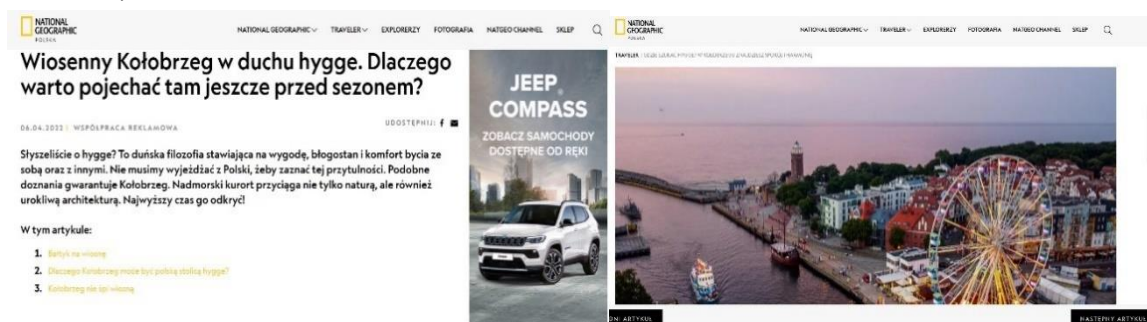 NATIONAL
GEOGRAPHIC
POLSKA
NATIONAL GEOGRAPHIC
TRAVELER
EXPLORERZY
FOTOGRAFIA
NATGEO CHANNEL
SKLEP
Wiosenny Kołobrzeg w duchu hygge. Dlaczego
warto pojechać tam jeszcze przed sezonem?
06.04.2022 | WSPÓŁPRACA REKLAMOWA
UDOSTĘPNIJ:
Słyszeliście o hygge? To duńska filozofia stawiająca na wygodę, błogostan i komfort bycia ze
sobą oraz z innymi. Nie musimy wyjeżdżać z Polski, żeby zaznać tej przytulności. Podobne
doznania gwarantuje Kołobrzeg. Nadmorski kurort przyciąga nie tylko naturą, ale również
urokliwą architekturą. Najwyższy czas go odkryć!
W tym artykule:
1. Bałtyk na wiosnę
2. Dlaczego Kołobrzeg może być polską stolicą hygge?
3. Kołobrzeg nie śpi wiosną
JEEP®
COMPASS
ZOBACZ SAMOCHODY
DOSTĘPNE OD RĘKI
NATIONAL
GEOGRAPHIC
POLSKA
NATIONAL GEOGRAPHIC
TRAVELER
EXPLORERZY
FOTOGRAFIA
NATGEO CHANNEL
SKLEP
TRAVELER
NI ARTYKUŁ
NASTĘPNY ARTYKUŁ